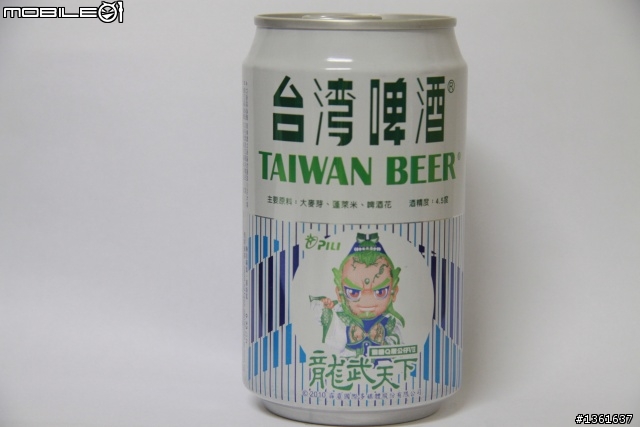 MOBILE01
台湾啤酒®
TAIWAN BEER®
主要原料：大麥芽、蓬萊米、啤酒花 酒精度：4.5度
PILI
龍武天下
#1361637